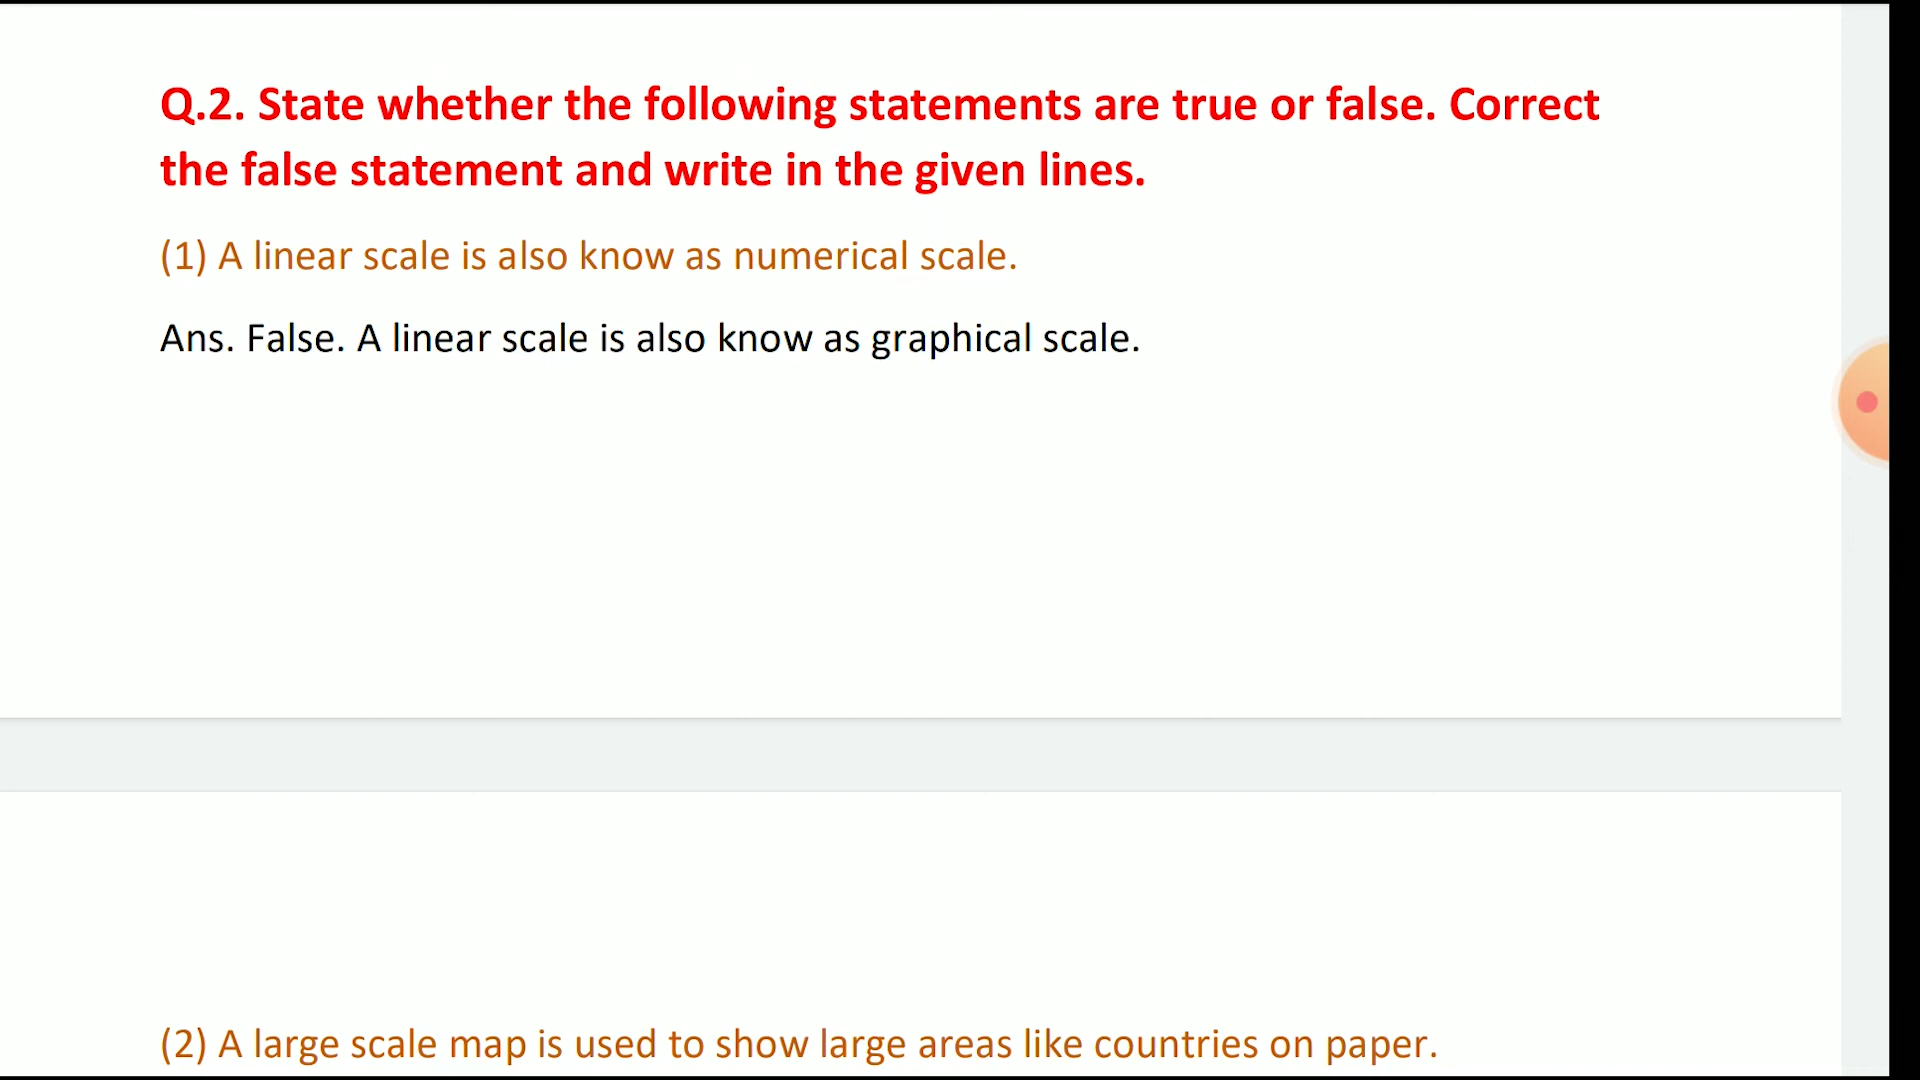 Q.2. State whether the following statements are true or false. Correct
the false statement and write in the given lines.
(1) A linear scale is also know as numerical scale.
Ans. False. A linear scale is also know as graphical scale.
(2) A large scale map is used to show large areas like countries on paper.